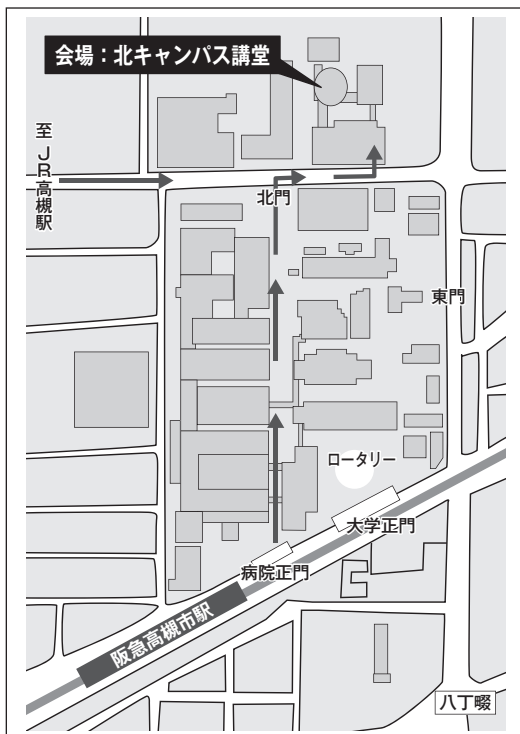 会場：北キャンパス講堂
至JR高槻駅
北門
東門
ロータリー
大学正門
病院正門
阪急高槻市駅
八丁畷